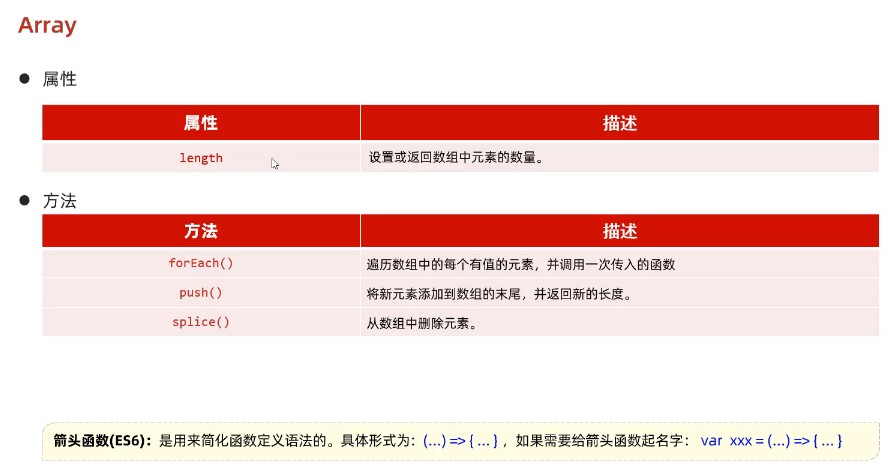 Array
● 属性
属性 描述
length 设置或返回数组中元素的数量。
● 方法
方法 描述
forEach() 遍历数组中的每个有值的元素，并调用一次传入的函数
push() 将新元素添加到数组的末尾，并返回新的长度。
splice() 从数组中删除元素。
箭头函数(ES6)：是用来简化函数定义语法的。具体形式为：(...) => { ... } ，如果需要给箭头函数起名字： var xxx = (...) => { ... }